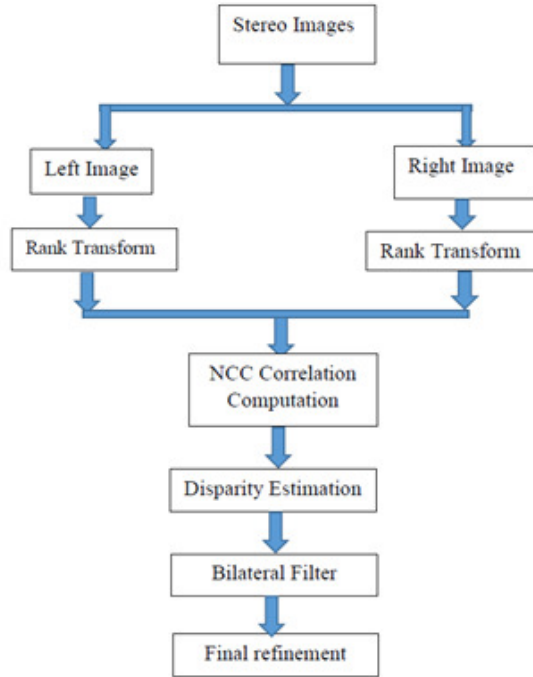 Stereo Images
Left Image
Right Image
Rank Transform
Rank Transform
NCC Correlation
Computation
Disparity Estimation
Bilateral Filter
Final refinement